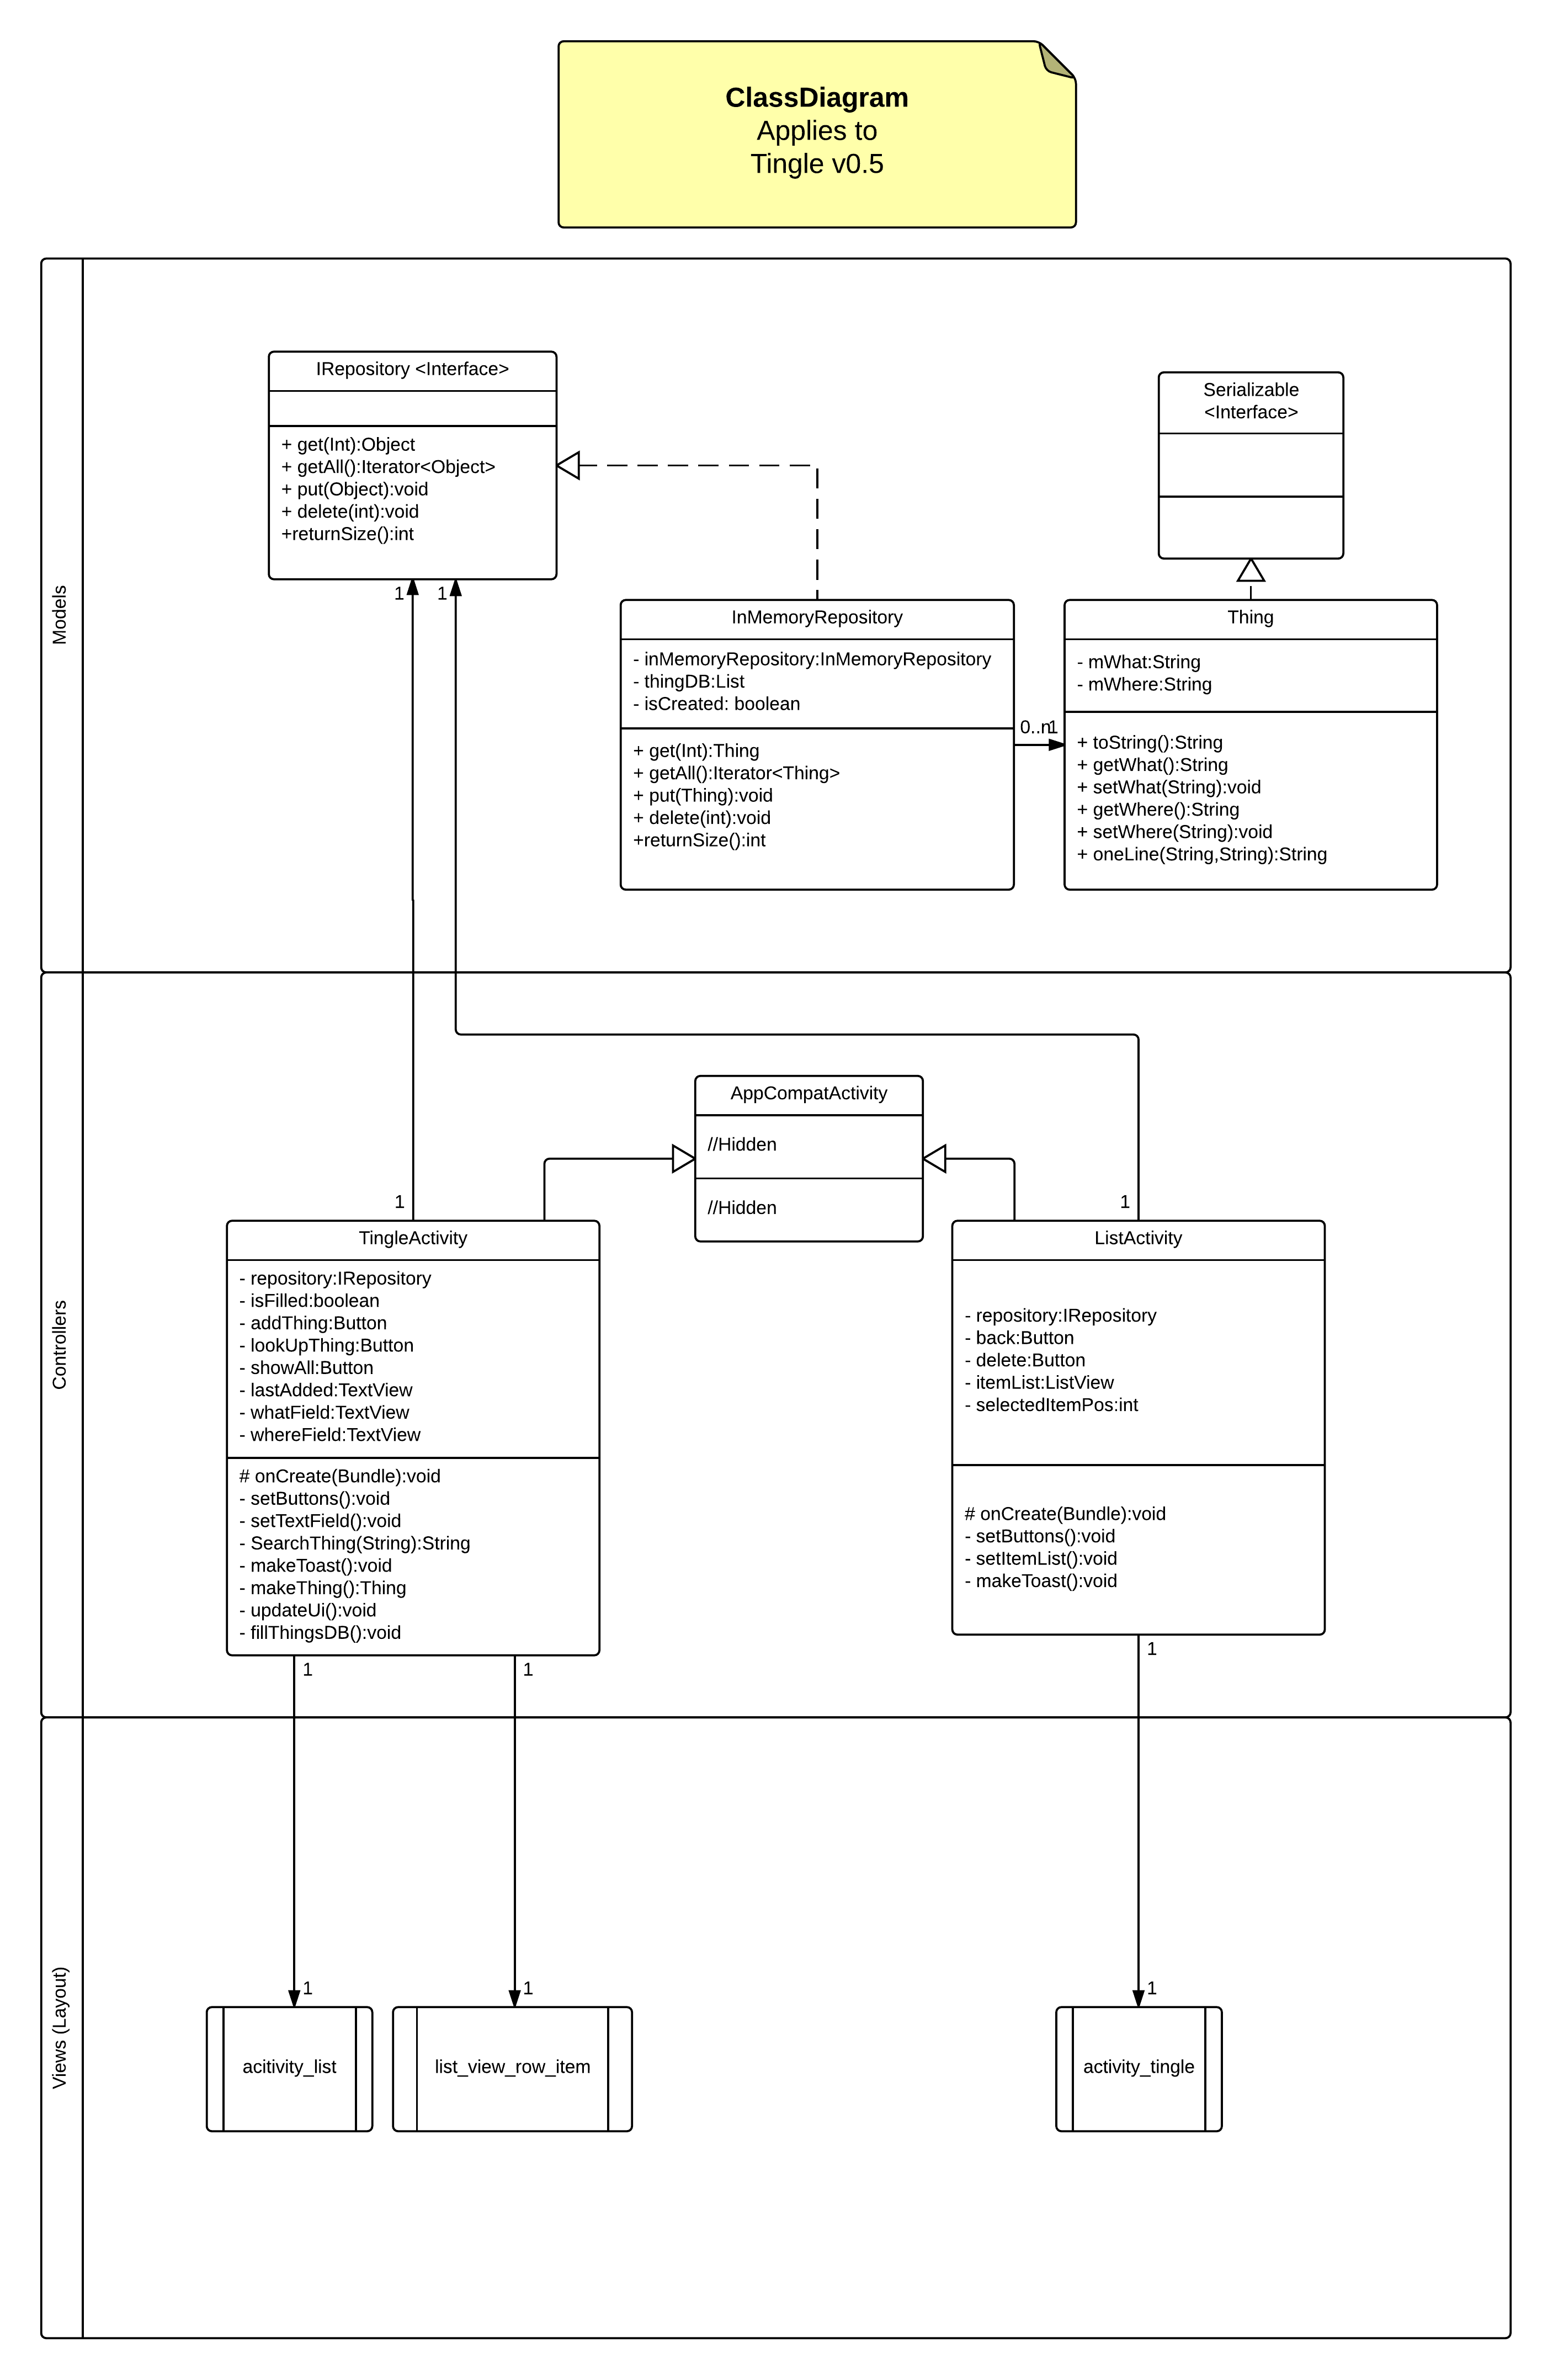 ClassDiagram
Applies to
Tingle v0.5
Models
IRepository <Interface>
+ get(Int):Object
+ getAll():Iterator<Object>
+ put(Object):void
+ delete(int):void
+returnSize():int
1
1
Serializable
<Interface>
InMemoryRepository
- inMemoryRepository:InMemoryRepository
- thingDB:List
- isCreated: boolean
+ get(Int):Thing
+ getAll():Iterator<Thing>
+ put(Thing):void
+ delete(int):void
+returnSize():int
0..n
1
Thing
- mWhat:String
- mWhere:String
+ toString():String
+ getWhat():String
+ setWhat(String):void
+ getWhere():String
+ setWhere(String):void
+ oneLine(String,String):String
Controllers
AppCompatActivity
//Hidden
//Hidden
1
1
TingleActivity
- repository:IRepository
- isFilled:boolean
- addThing:Button
- lookUpThing:Button
- showAll:Button
- lastAdded:TextView
- whatField:TextView
- whereField:TextView
# onCreate(Bundle):void
- setButtons():void
- setTextField():void
- SearchThing(String):String
- makeToast():void
- makeThing():Thing
- updateUi():void
- fillThingsDB():void
1
1
ListActivity
- repository:IRepository
- back:Button
- delete:Button
- itemList:ListView
- selectedItemPos:int
# onCreate(Bundle):void
- setButtons():void
- setItemList():void
- makeToast():void
1
Views (Layout)
1
1
1
acitivity_list
list_view_row_item
activity_tingle